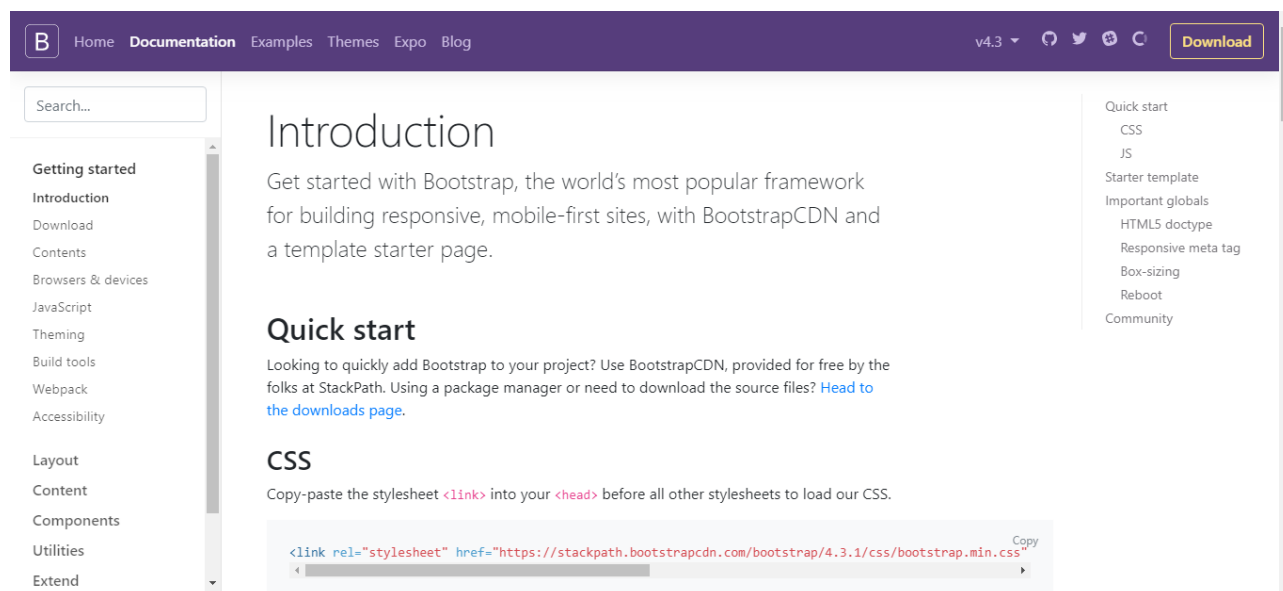 B Home Documentation Examples Themes Expo Blog v4.3 Download
Search...
Getting started
Introduction
Download
Contents
Browsers & devices
JavaScript
Theming
Build tools
Webpack
Accessibility
Layout
Content
Components
Utilities
Extend
Introduction
Get started with Bootstrap, the world’s most popular framework
for building responsive, mobile-first sites, with BootstrapCDN and
a template starter page.
Quick start
Looking to quickly add Bootstrap to your project? Use BootstrapCDN, provided for free by the
folks at StackPath. Using a package manager or need to download the source files? Head to
the downloads page.
CSS
Copy-paste the stylesheet <link> into your <head> before all other stylesheets to load our CSS.
Copy
<link rel="stylesheet" href="https://stackpath.bootstrapcdn.com/bootstrap/4.3.1/css/bootstrap.min.css"
Quick start
CSS
JS
Starter template
Important globals
HTML5 doctype
Responsive meta tag
Box-sizing
Reboot
Community